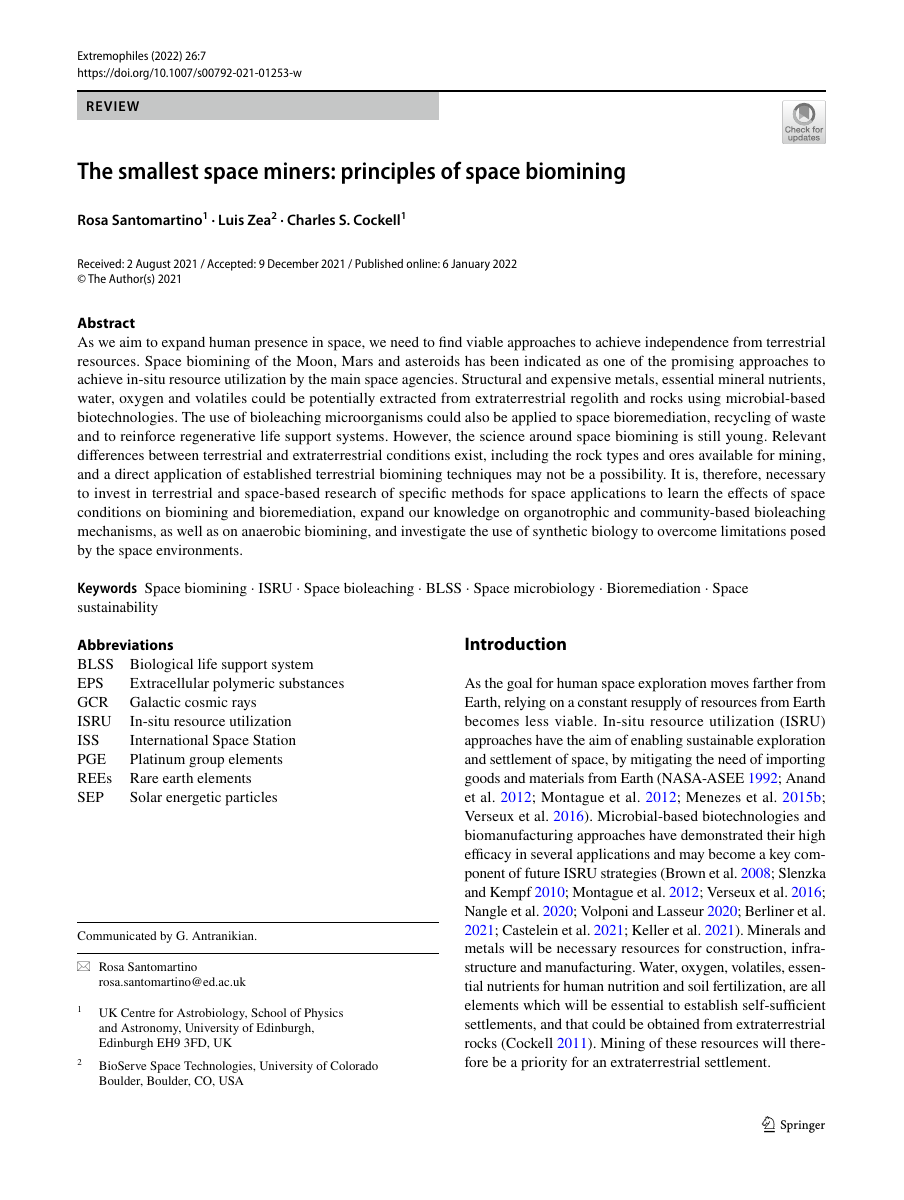 Extremophiles (2022) 26:7
https://doi.org/10.1007/s00792-021-01253-w
REVIEW
Check for
updates
The smallest space miners: principles of space biomining
Rosa Santomartino1 · Luis Zea2 · Charles S. Cockell1
Received: 2 August 2021 / Accepted: 9 December 2021 / Published online: 6 January 2022
© The Author(s) 2021
Abstract
As we aim to expand human presence in space, we need to find viable approaches to achieve independence from terrestrial
resources. Space biomining of the Moon, Mars and asteroids has been indicated as one of the promising approaches to
achieve in-situ resource utilization by the main space agencies. Structural and expensive metals, essential mineral nutrients,
water, oxygen and volatiles could be potentially extracted from extraterrestrial regolith and rocks using microbial-based
biotechnologies. The use of bioleaching microorganisms could also be applied to space bioremediation, recycling of waste
and to reinforce regenerative life support systems. However, the science around space biomining is still young. Relevant
differences between terrestrial and extraterrestrial conditions exist, including the rock types and ores available for mining,
and a direct application of established terrestrial biomining techniques may not be a possibility. It is, therefore, necessary
to invest in terrestrial and space-based research of specific methods for space applications to learn the effects of space
conditions on biomining and bioremediation, expand our knowledge on organotrophic and community-based bioleaching
mechanisms, as well as on anaerobic biomining, and investigate the use of synthetic biology to overcome limitations posed
by the space environments.
Keywords Space biomining · ISRU · Space bioleaching · BLSS · Space microbiology · Bioremediation · Space
sustainability
Abbreviations
BLSS Biological life support system
EPS Extracellular polymeric substances
GCR Galactic cosmic rays
ISRU In-situ resource utilization
ISS International Space Station
PGE Platinum group elements
REEs Rare earth elements
SEP Solar energetic particles
Communicated by G. Antranikian.
Rosa Santomartino
rosa.santomartino@ed.ac.uk
1 UK Centre for Astrobiology, School of Physics
and Astronomy, University of Edinburgh,
Edinburgh EH9 3FD, UK
2 BioServe Space Technologies, University of Colorado
Boulder, Boulder, CO, USA
Introduction
As the goal for human space exploration moves farther from
Earth, relying on a constant resupply of resources from Earth
becomes less viable. In-situ resource utilization (ISRU)
approaches have the aim of enabling sustainable exploration
and settlement of space, by mitigating the need of importing
goods and materials from Earth (NASA-ASEE 1992; Anand
et al. 2012; Montague et al. 2012; Menezes et al. 2015b;
Verseux et al. 2016). Microbial-based biotechnologies and
biomanufacturing approaches have demonstrated their high
efficacy in several applications and may become a key com-
ponent of future ISRU strategies (Brown et al. 2008; Slenzka
and Kempf 2010; Montague et al. 2012; Verseux et al. 2016;
Nangle et al. 2020; Volponi and Lasseur 2020; Berliner et al.
2021; Castelein et al. 2021; Keller et al. 2021). Minerals and
metals will be necessary resources for construction, infra-
structure and manufacturing. Water, oxygen, volatiles, essen-
tial nutrients for human nutrition and soil fertilization, are all
elements which will be essential to establish self-sufficient
settlements, and that could be obtained from extraterrestrial
rocks (Cockell 2011). Mining of these resources will there-
fore be a priority for an extraterrestrial settlement.
Springer